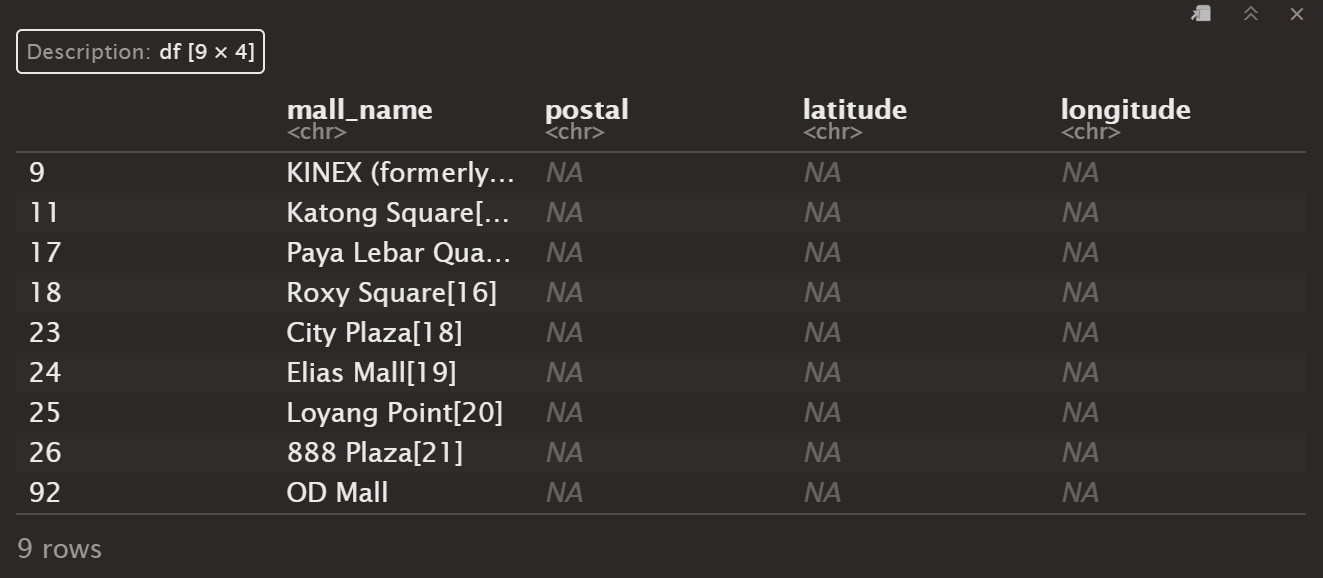 Description: df [9 × 4]
mall_name postal latitude longitude
<chr> <chr> <chr> <chr>
9 KINEX (formerly... NA NA NA
11 Katong Square[... NA NA NA
17 Paya Lebar Qua... NA NA NA
18 Roxy Square[16] NA NA NA
23 City Plaza[18] NA NA NA
24 Elias Mall[19] NA NA NA
25 Loyang Point[20] NA NA NA
26 888 Plaza[21] NA NA NA
92 OD Mall NA NA NA
9 rows